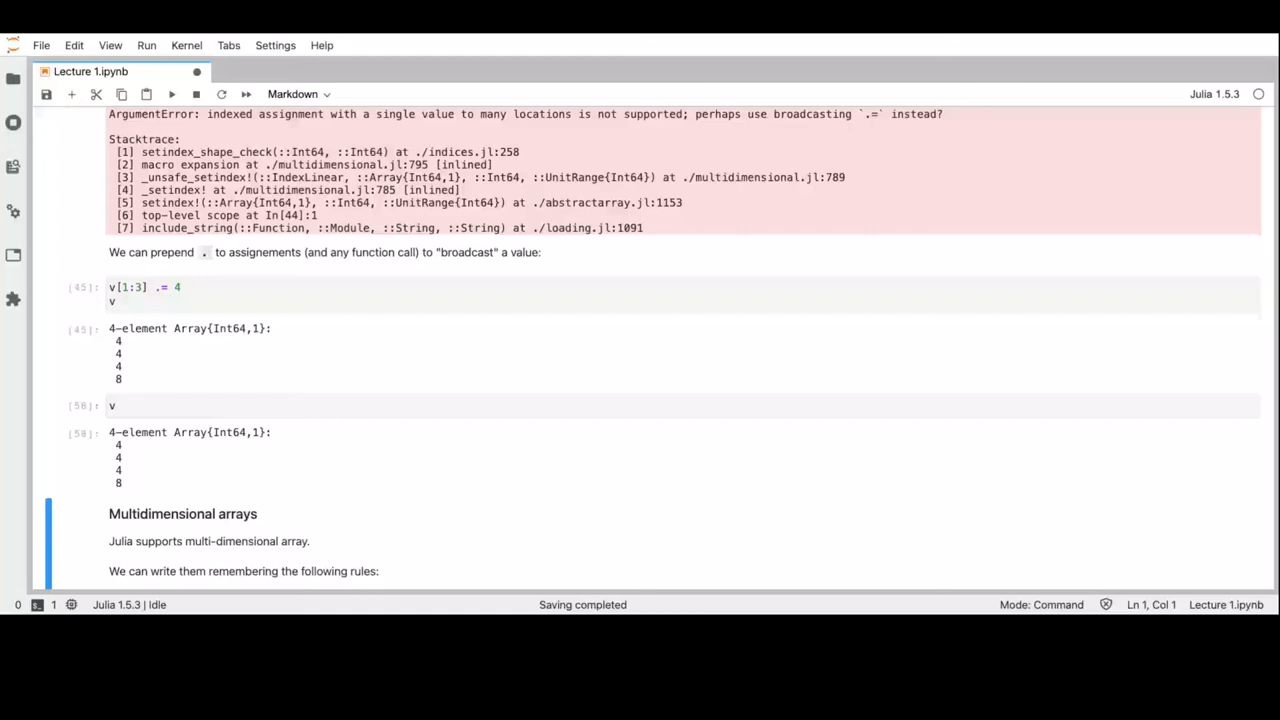 File Edit View Run Kernel Tabs Settings Help
Lecture 1.ipynb
Markdown
Julia 1.5.3
ArgumentError: indexed assignment with a single value to many locations is not supported; perhaps use broadcasting `.=` instead?
Stacktrace:
[1] setindex_shape_check(::Int64, ::Int64) at ./indices.jl:258
[2] macro expansion at ./multidimensional.jl:795 [inlined]
[3] _unsafe_setindex!(::IndexLinear, ::Array{Int64,1}, ::Int64, ::UnitRange{Int64}) at ./multidimensional.jl:789
[4] _setindex! at ./multidimensional.jl:785 [inlined]
[5] setindex!(::Array{Int64,1}, ::Int64, ::UnitRange{Int64}) at ./abstractarray.jl:1153
[6] top-level scope at In[44]:1
[7] include_string(::Function, ::Module, ::String, ::String) at ./loading.jl:1091
We can prepend . to assignements (and any function call) to "broadcast" a value:
[45]: v[1:3] .= 4
v
[45]: 4-element Array{Int64,1}:
4
4
4
8
[58]: v
[58]: 4-element Array{Int64,1}:
4
4
4
8
Multidimensional arrays
Julia supports multi-dimensional array.
We can write them remembering the following rules:
0 1 Julia 1.5.3 | Idle Saving completed Mode: Command Ln 1, Col 1 Lecture 1.ipynb